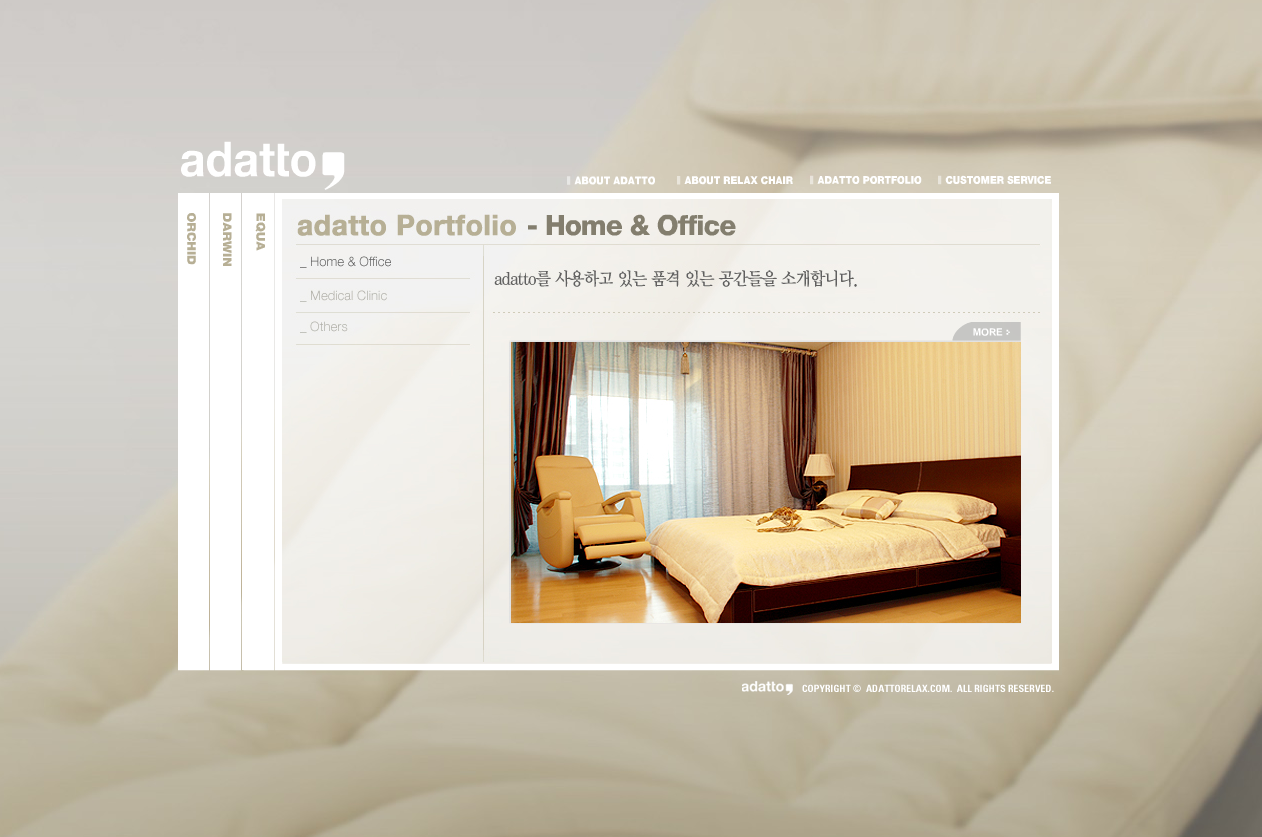 adatto,
ABOUT ADATTO
ABOUT RELAX CHAIR
ADATTO PORTFOLIO
CUSTOMER SERVICE
ORCHID
DARWIN
EQUA
adatto Portfolio - Home & Office
_ Home & Office
_ Medical Clinic
_ Others
adatto를 사용하고 있는 품격 있는 공간들을 소개합니다.
MORE >
adatto, COPYRIGHT © ADATTORELAX.COM. ALL RIGHTS RESERVED.